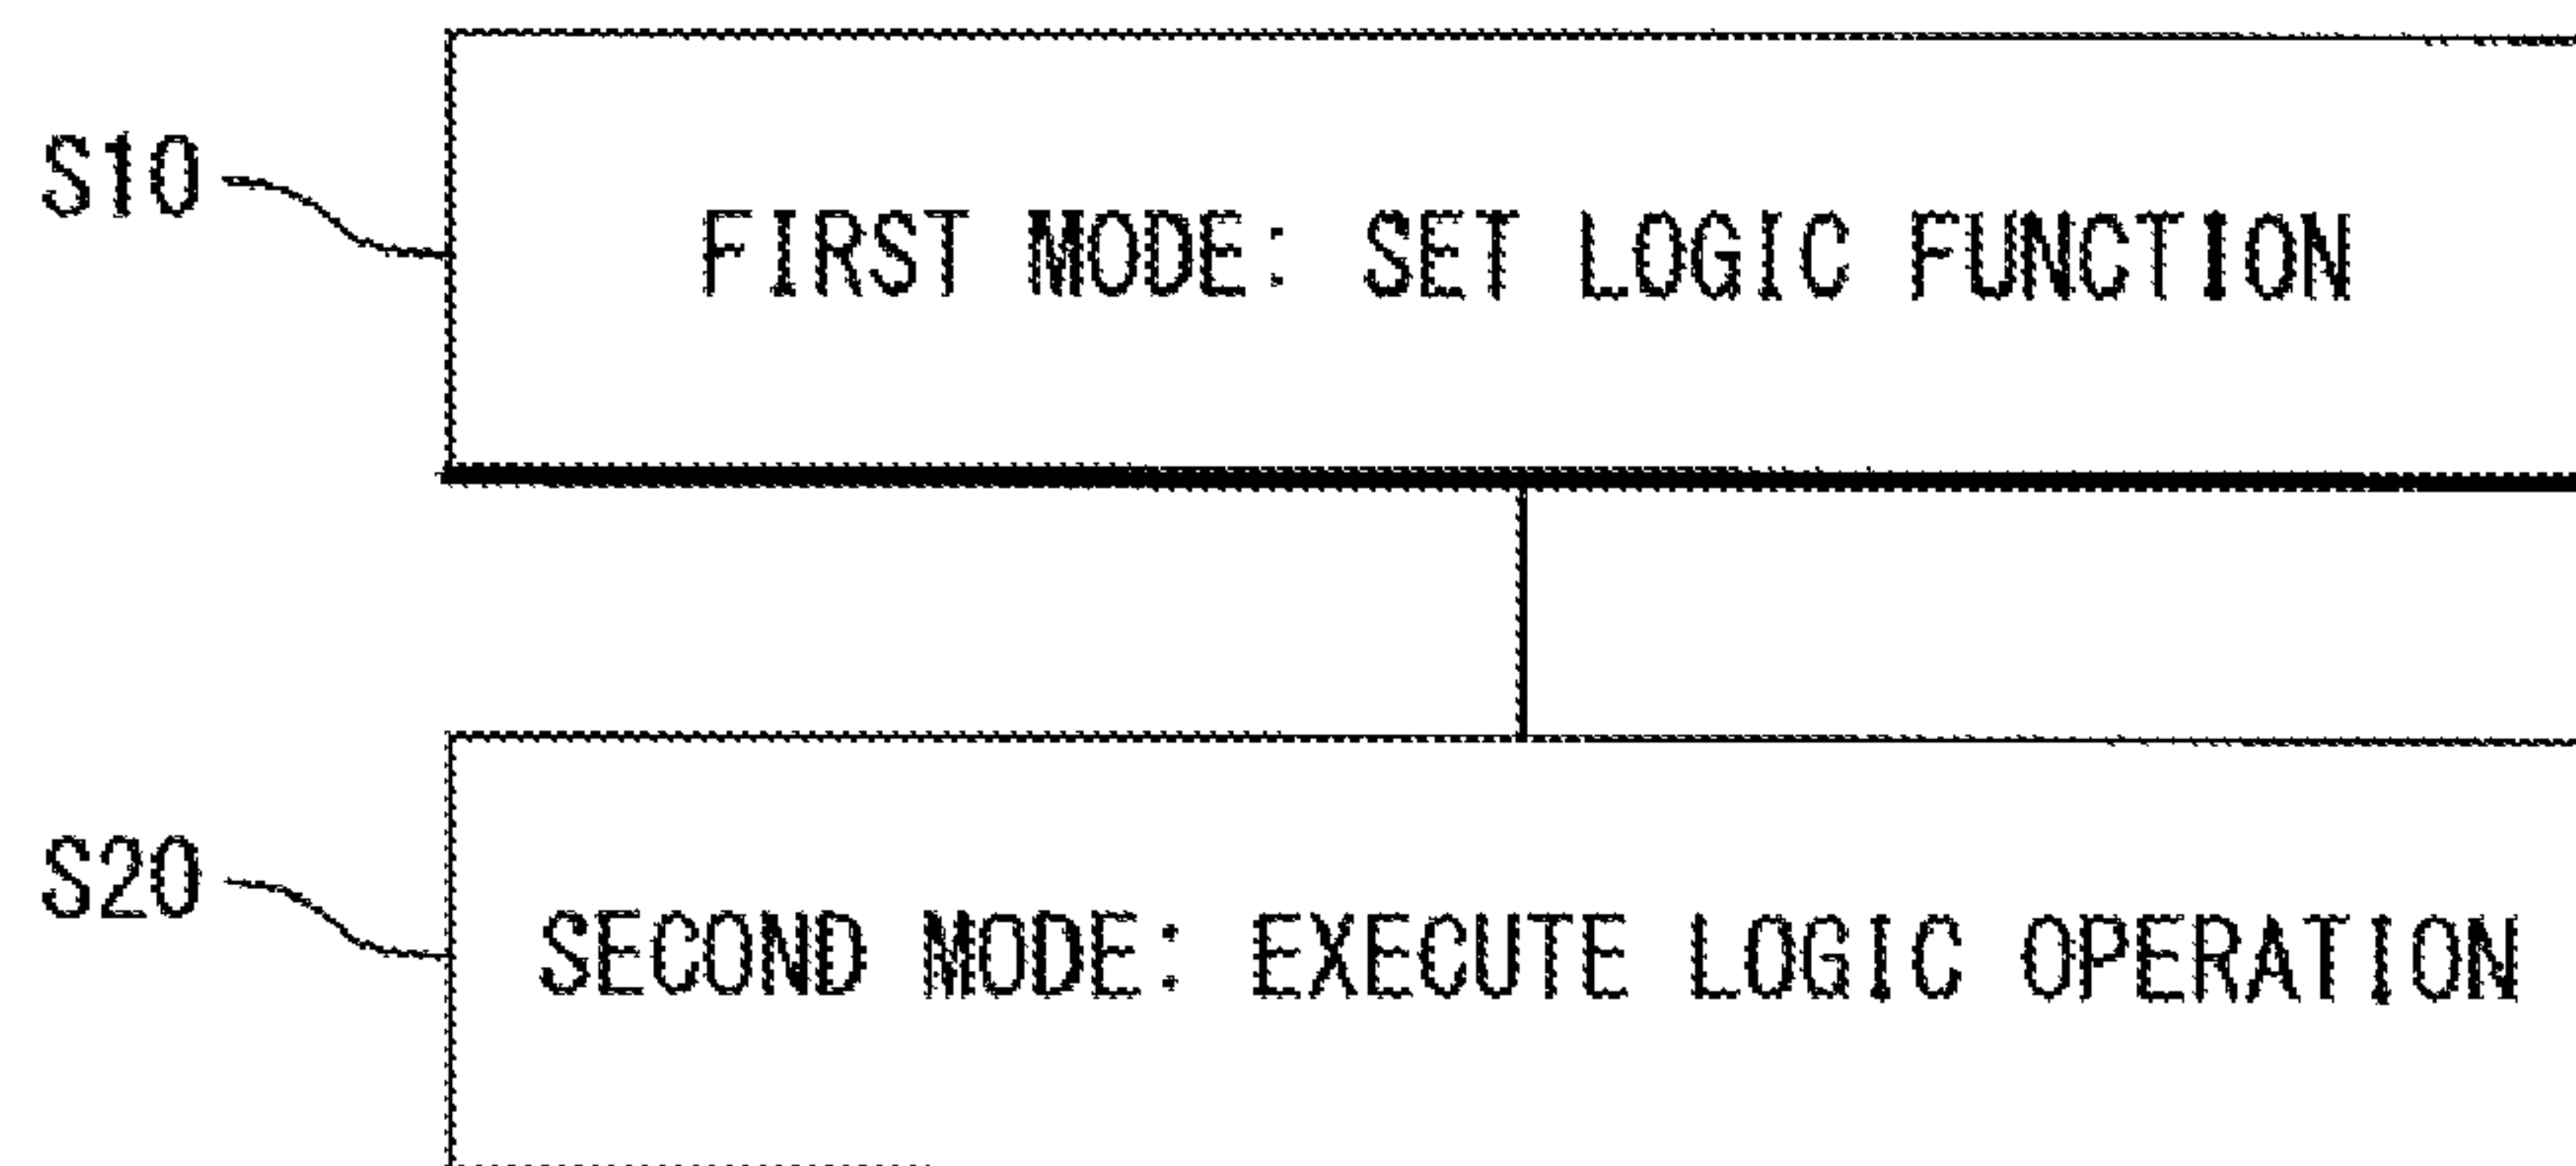 S10
FIRST MODE: SET LOGIC FUNCTION
S20
SECOND MODE: EXECUTE LOGIC OPERATION